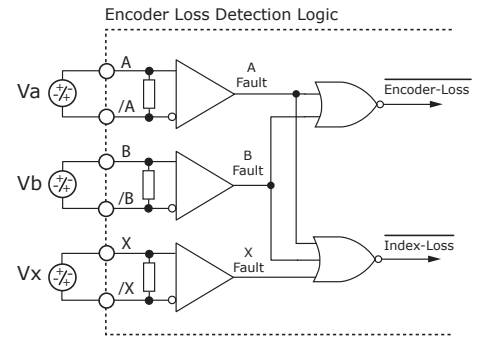 Encoder Loss Detection Logic
A
A
Fault
Encoder-Loss
Va
/A
B
B
Fault
Vb
/B
X
Index-Loss
X
Fault
Vx
/X